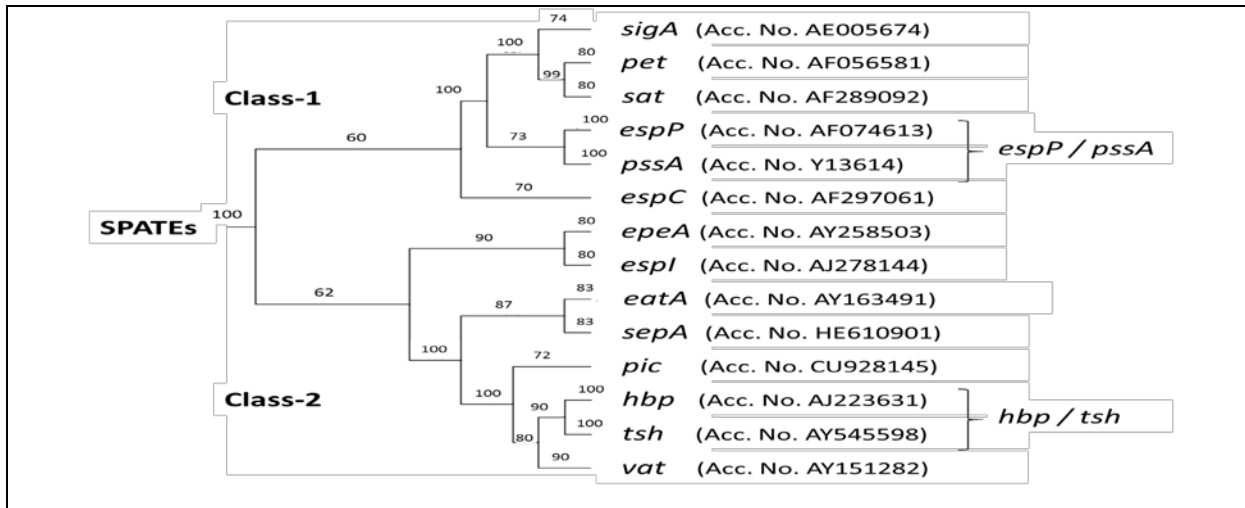 74
sigA (Acc. No. AE005674)
100
80
pet (Acc. No. AF056581)
99
Class-1
100
80
sat (Acc. No. AF289092)
100
espP (Acc. No. AF074613)
60
73
espP / pssA
100
pssA (Acc. No. Y13614)
70
espC (Acc. No. AF297061)
100
SPATEs
80
epeA (Acc. No. AY258503)
90
80
espI (Acc. No. AJ278144)
62
83
eatA (Acc. No. AY163491)
87
83
sepA (Acc. No. HE610901)
100
72
pic (Acc. No. CU928145)
Class-2
100
100
hbp (Acc. No. AJ223631)
90
hbp / tsh
100
tsh (Acc. No. AY545598)
80
90
vat (Acc. No. AY151282)